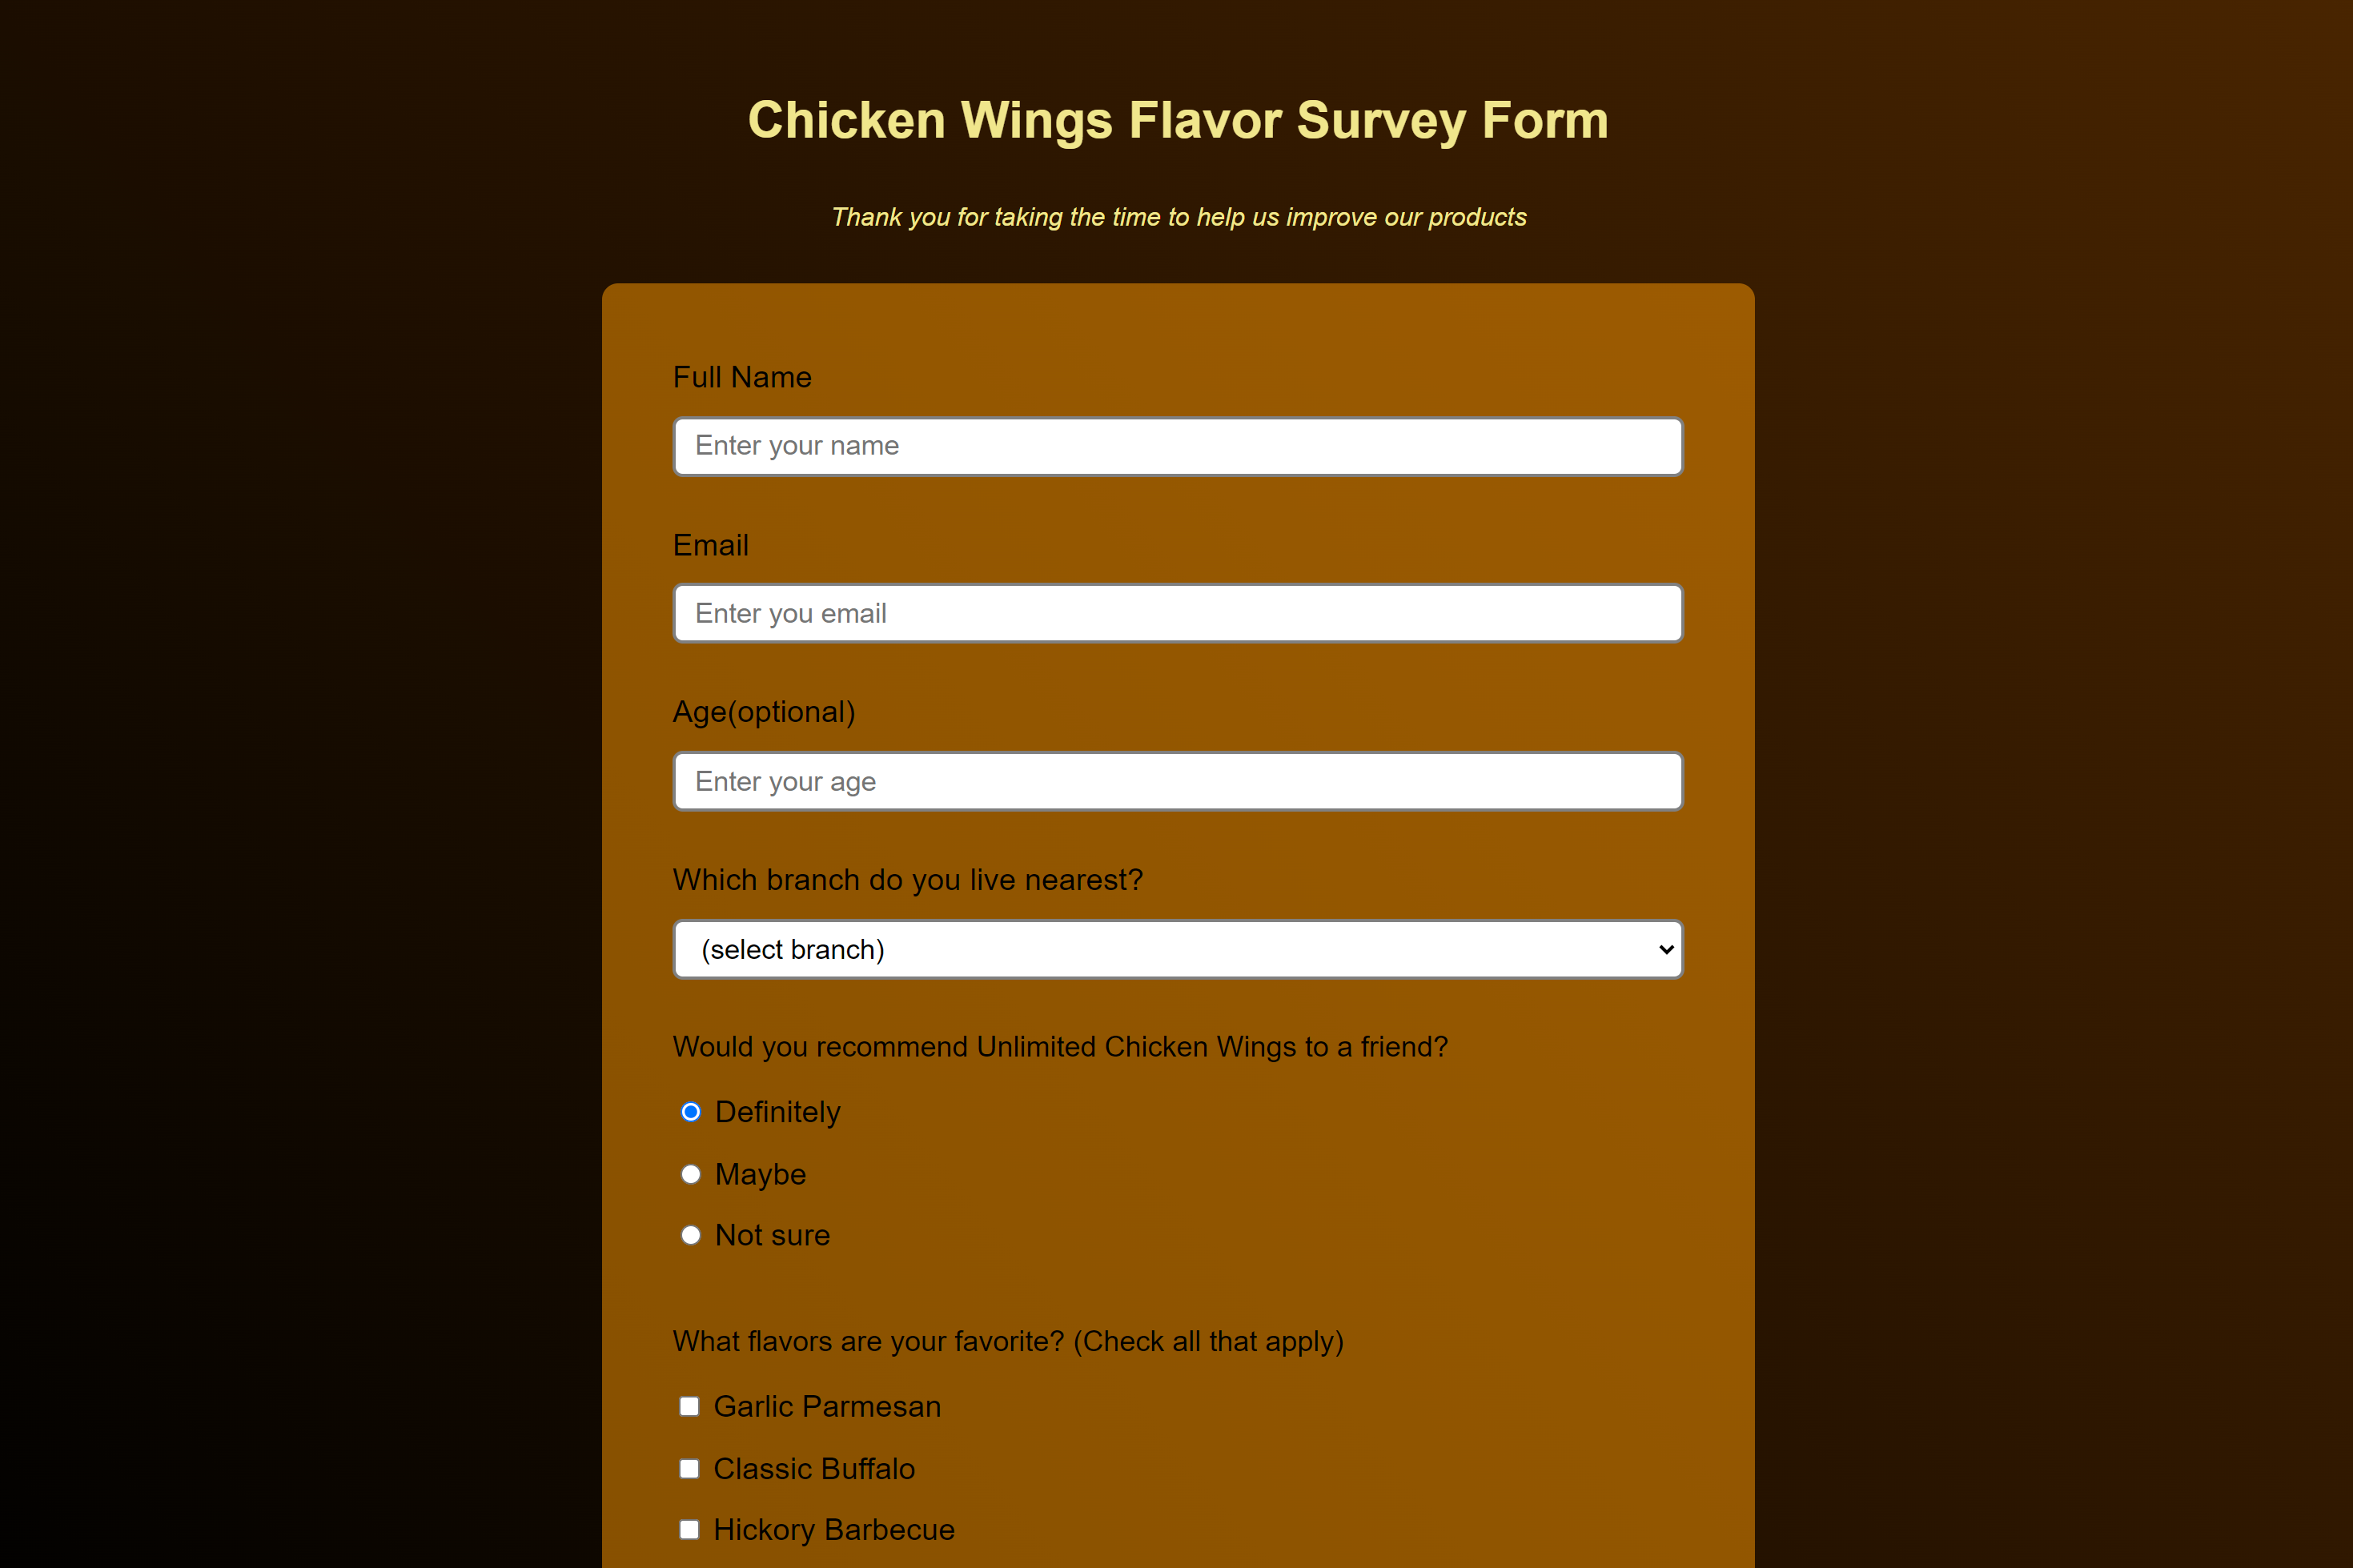 Chicken Wings Flavor Survey Form
Thank you for taking the time to help us improve our products
Full Name
Enter your name
Email
Enter you email
Age(optional)
Enter your age
Which branch do you live nearest?
(select branch)
Would you recommend Unlimited Chicken Wings to a friend?
Definitely
Maybe
Not sure
What flavors are your favorite? (Check all that apply)
Garlic Parmesan
Classic Buffalo
Hickory Barbecue